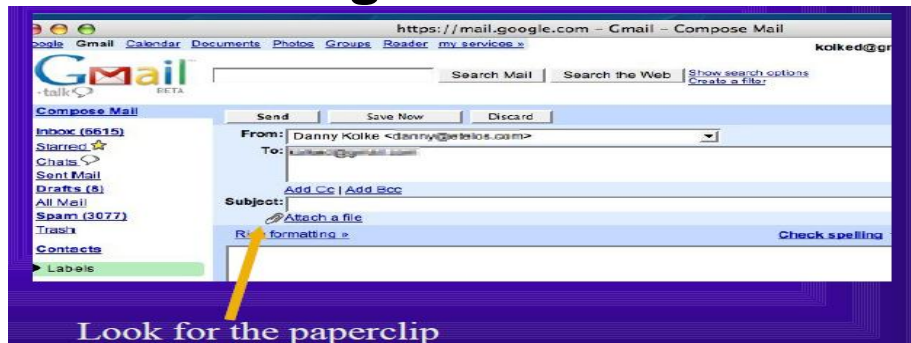 https://mail.google.com – Gmail – Compose Mail
Gmail Calendar Documents Photos Groups Reader my services »
Gmail
talk BETA
Search Mail
Search the Web
Show search options
Create a filter
Compose Mail
Inbox (6615)
Starred
Chats
Sent Mail
Drafts (8)
All Mail
Spam (3077)
Trash
Contacts
Labels
Send
Save Now
Discard
From: Danny Kolke <danny@etelos.com>
To:
Add Cc | Add Bcc
Subject:
Attach a file
formatting »
Check spelling
Look for the paperclip